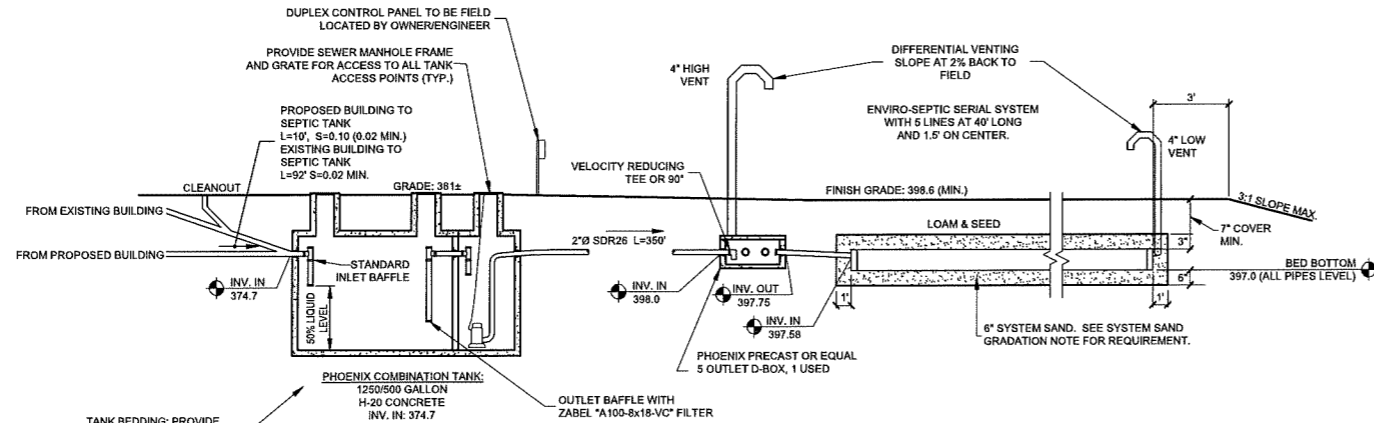 DUPLEX CONTROL PANEL TO BE FIELD
LOCATED BY OWNER/ENGINEER
PROVIDE SEWER MANHOLE FRAME
AND GRATE FOR ACCESS TO ALL TANK
ACCESS POINTS (TYP.)
PROPOSED BUILDING TO
SEPTIC TANK
L=10', S=0.10 (0.02 MIN.)
EXISTING BUILDING TO
SEPTIC TANK
L=92' S=0.02 MIN.
CLEANOUT
GRADE: 381±
FROM EXISTING BUILDING
FROM PROPOSED BUILDING
STANDARD
INLET BAFFLE
INV. IN
374.7
50% LIQUID
LEVEL
PHOENIX COMBINATION TANK:
1250/500 GALLON
H-20 CONCRETE
INV. IN: 374.7
TANK BEDDING: PROVIDE
OUTLET BAFFLE WITH
ZABEL "A100-8x18-VC" FILTER
2"Ø SDR26 L=350'
4" HIGH
VENT
VELOCITY REDUCING
TEE OR 90°
INV. IN
398.0
INV. OUT
397.75
INV. IN
397.58
PHOENIX PRECAST OR EQUAL
5 OUTLET D-BOX, 1 USED
DIFFERENTIAL VENTING
SLOPE AT 2% BACK TO
FIELD
ENVIRO-SEPTIC SERIAL SYSTEM
WITH 5 LINES AT 40' LONG
AND 1.5' ON CENTER.
3'
4" LOW
VENT
FINISH GRADE: 398.6 (MIN.)
3:1 SLOPE MAX.
LOAM & SEED
7" COVER
MIN.
3"
BED BOTTOM
397.0 (ALL PIPES LEVEL)
6"
1'
1'
6" SYSTEM SAND. SEE SYSTEM SAND
GRADATION NOTE FOR REQUIREMENT.